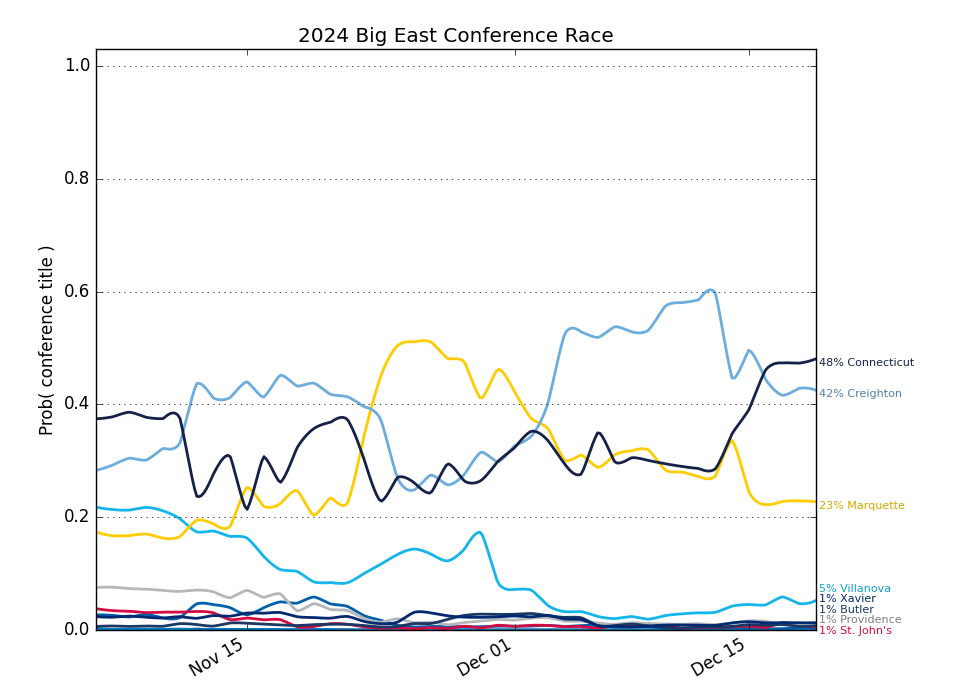 2024 Big East Conference Race
Prob( conference title )
1.0
0.8
0.6
0.4
0.2
0.0
Nov 15
Dec 01
Dec 15
48% Connecticut
42% Creighton
23% Marquette
5% Villanova
1% Xavier
1% Butler
1% Providence
1% St. John's